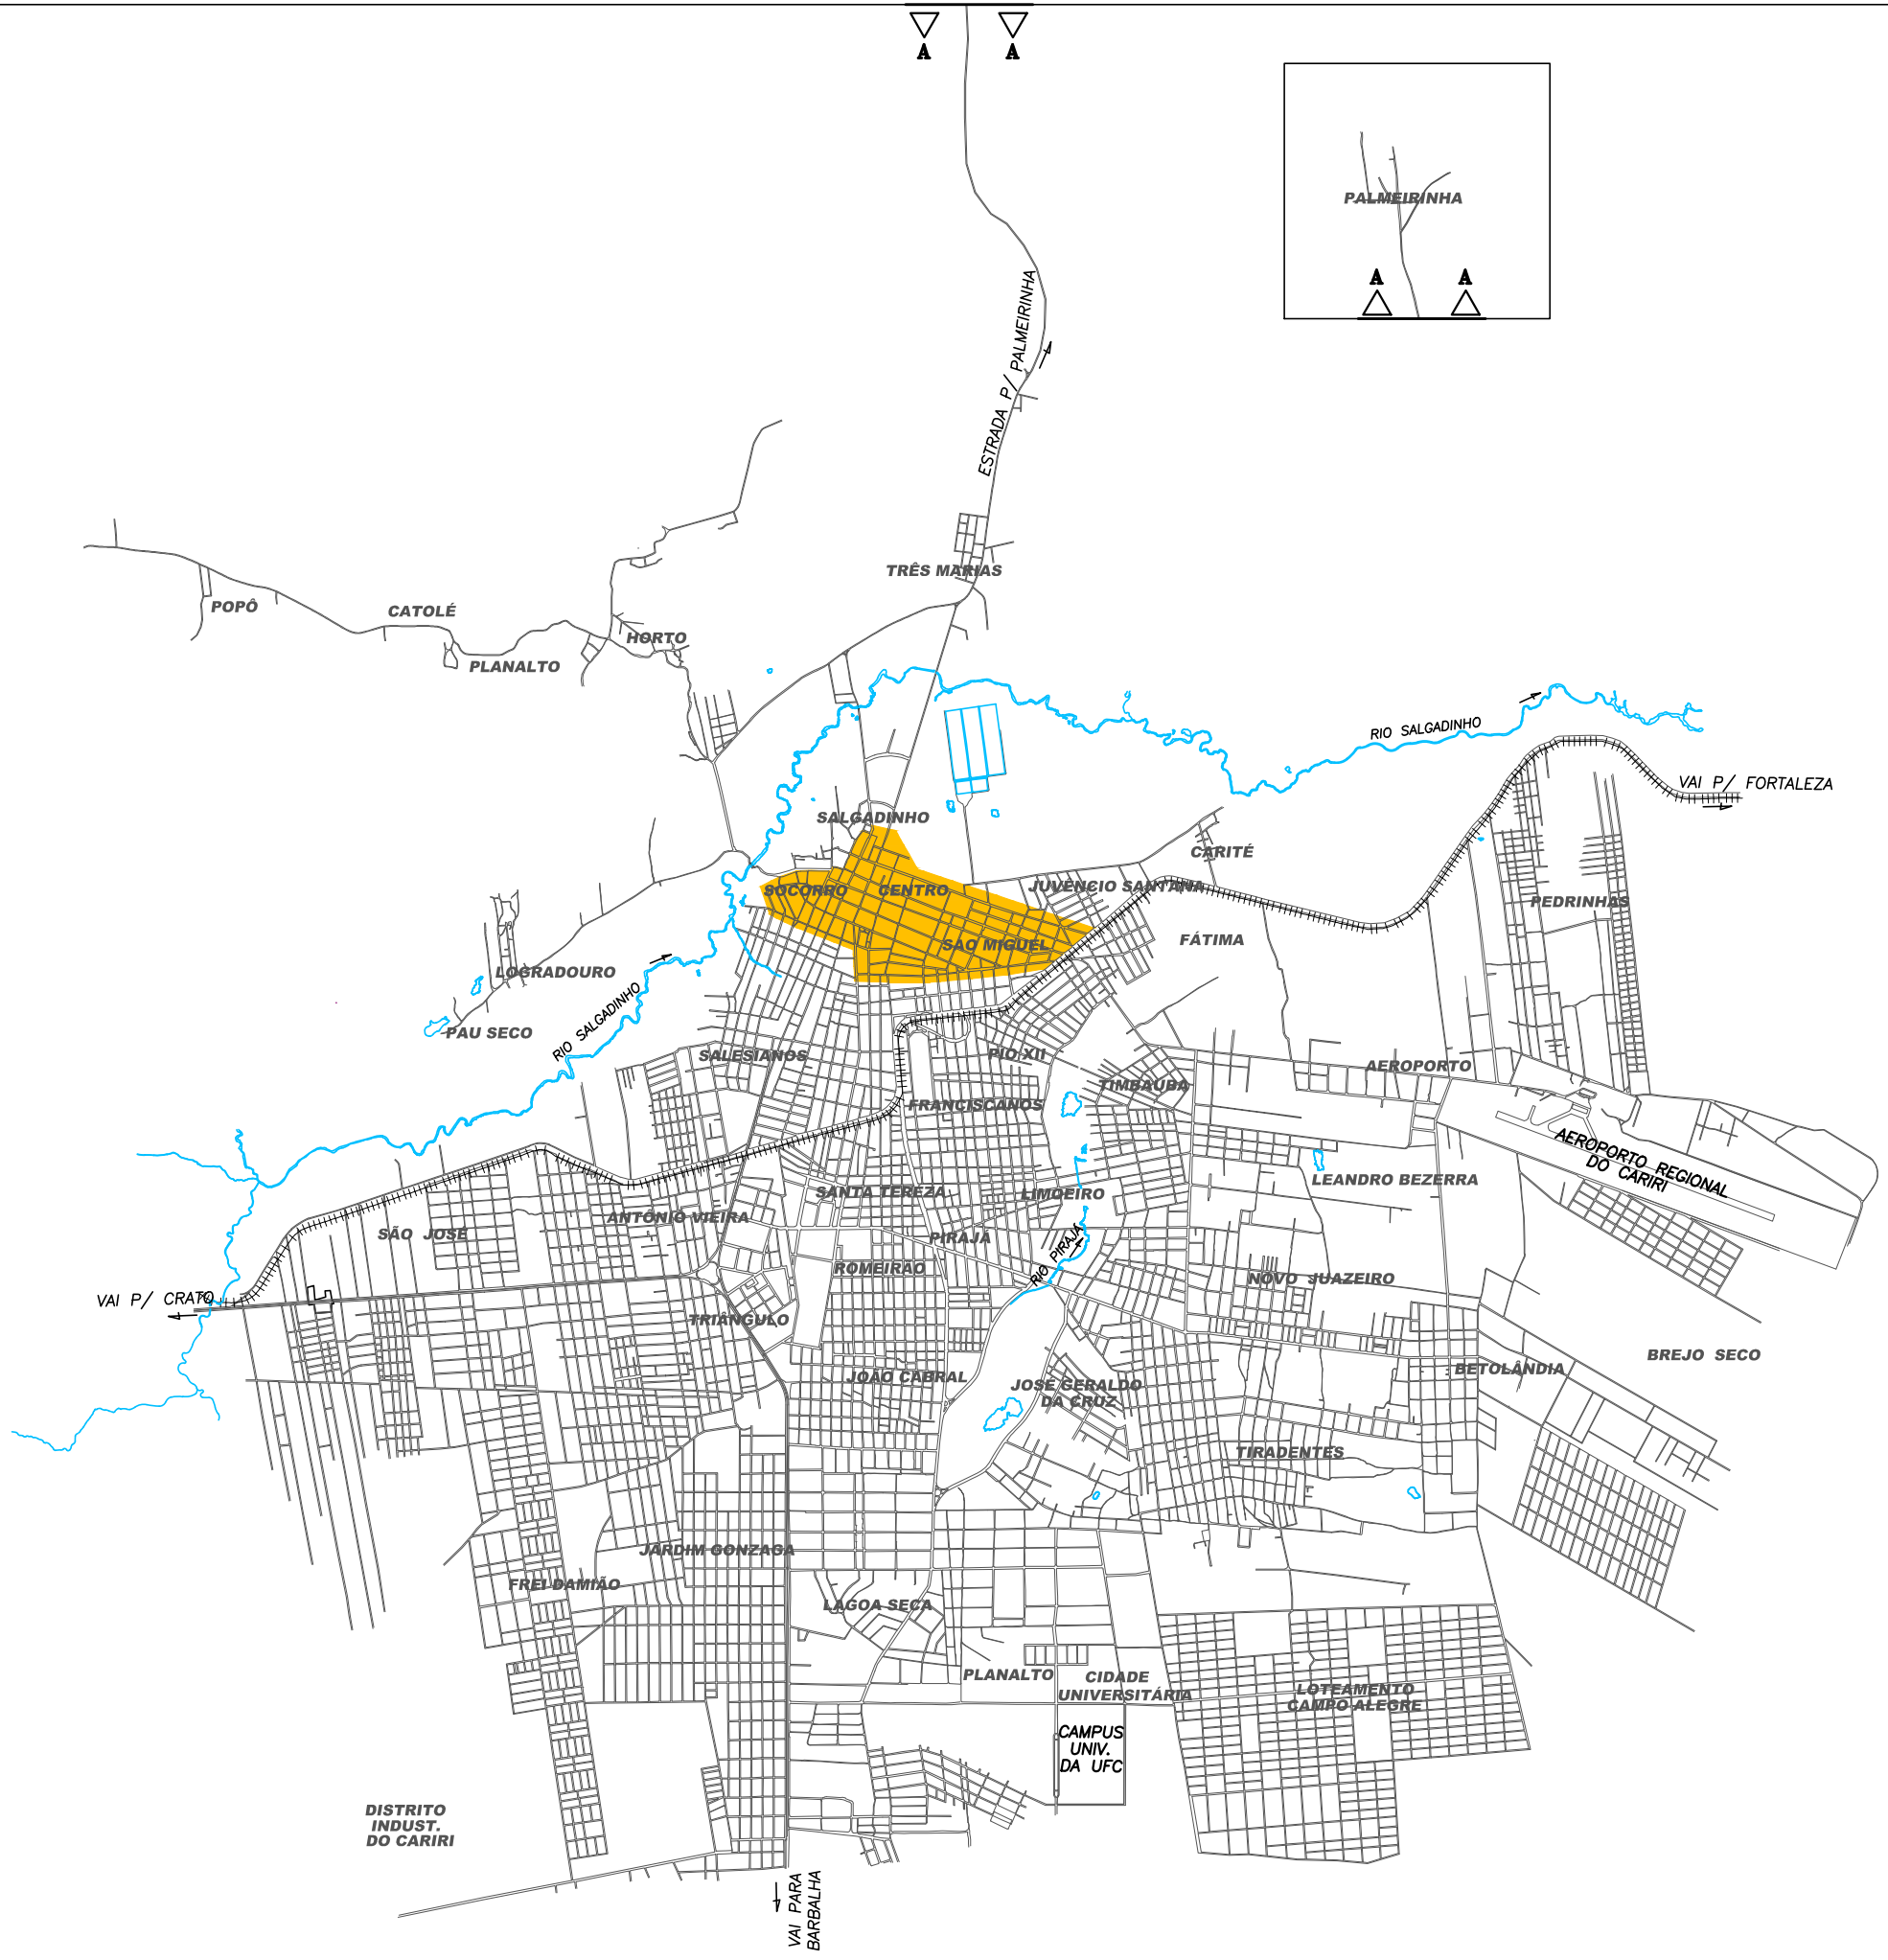 A A
PALMEIRINHA
A A
ESTRADA P/ PALMEIRINHA
TRÊS MARIAS
POPÔ
CATOLÉ
HORTO
PLANALTO
RIO SALGADINHO
VAI P/ FORTALEZA
SALGADINHO
CARITÉ
SOCORRO
CENTRO
JUVÊNCIO SANTANA
PEDRINHAS
SAO MIGUEL
FÁTIMA
LOGRADOURO
RIO SALGADINHO
PAU SECO
SALESIANOS
PIO XII
AEROPORTO
TIMBAUBA
FRANCISCANOS
AEROPORTO REGIONAL
DO CARIRI
LEANDRO BEZERRA
SANTA TEREZA
LIMOEIRO
ANTÔNIO VIEIRA
SÃO JOSÉ
PIRAJÁ
RIO PIRAJÁ
ROMEIRAO
NOVO JUAZEIRO
VAI P/ CRATO
TRIÂNGULO
BREJO SECO
BETOLÂNDIA
JOAO CABRAL
JOSÉ GERALDO
DA CRUZ
TIRADENTES
JARDIM GONZAGA
FREI DAMIÃO
LAGOA SECA
PLANALTO
CIDADE
UNIVERSITÁRIA
LOTEAMENTO
CAMPO ALEGRE
CAMPUS
UNIV.
DA UFC
DISTRITO
INDUST.
DO CARIRI
VAI PARA
BARBALHA